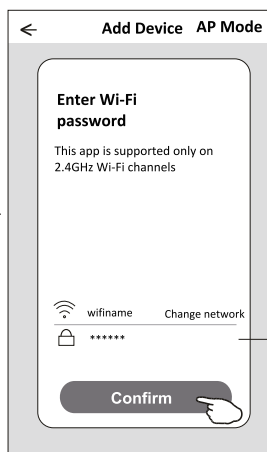 Add Device AP Mode
Enter Wi-Fi
password
This app is supported only on
2.4GHz Wi-Fi channels
wifiname Change network
******
Confirm